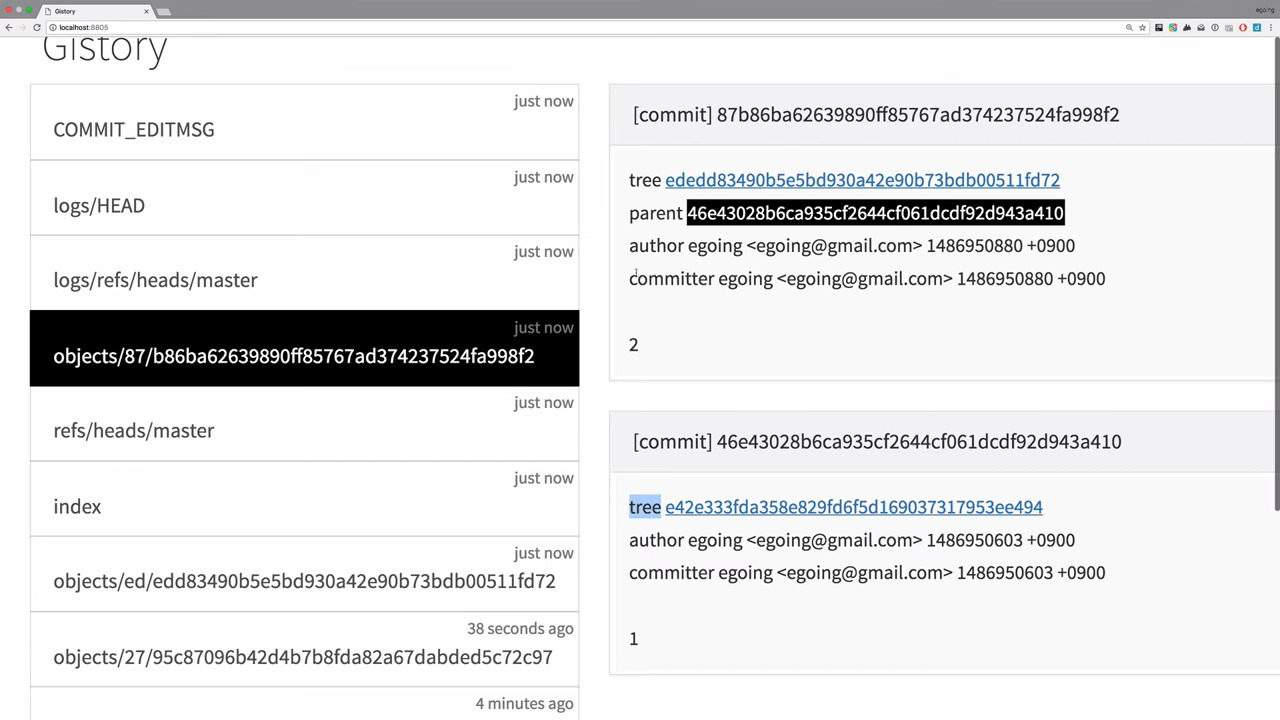 Gistory
egoing
localhost:8805
Gistory
just now
COMMIT_EDITMSG
just now
logs/HEAD
just now
logs/refs/heads/master
just now
objects/87/b86ba62639890ff85767ad374237524fa998f2
just now
refs/heads/master
just now
index
just now
objects/ed/edd83490b5e5bd930a42e90b73bdb00511fd72
38 seconds ago
objects/27/95c87096b42d4b7b8fda82a67dabded5c72c97
4 minutes ago
[commit] 87b86ba62639890ff85767ad374237524fa998f2
tree ededd83490b5e5bd930a42e90b73bdb00511fd72
parent 46e43028b6ca935cf2644cf061dcdf92d943a410
author egoing <egoing@gmail.com> 1486950880 +0900
committer egoing <egoing@gmail.com> 1486950880 +0900
2
[commit] 46e43028b6ca935cf2644cf061dcdf92d943a410
tree e42e333fda358e829fd6f5d169037317953ee494
author egoing <egoing@gmail.com> 1486950603 +0900
committer egoing <egoing@gmail.com> 1486950603 +0900
1